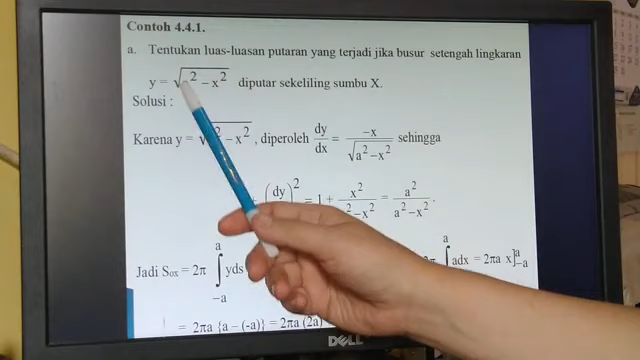 Contoh 4.4.1.
a. Tentukan luas-luasan putaran yang terjadi jika busur setengah lingkaran
y = √ ² − x² diputar sekeliling sumbu X.
Solusi :
Karena y = √ ² − x² , diperoleh dy/dx = −x/√a² − x² sehingga
+ (dy )² = 1 + x²/ ²− x² = a²/a² − x² .
Jadi Sox = 2π ∫ a −a yds ∫ a adx = 2πa x]a −a
= 2πa {a − (-a)} = 2πa (2a)
DELL